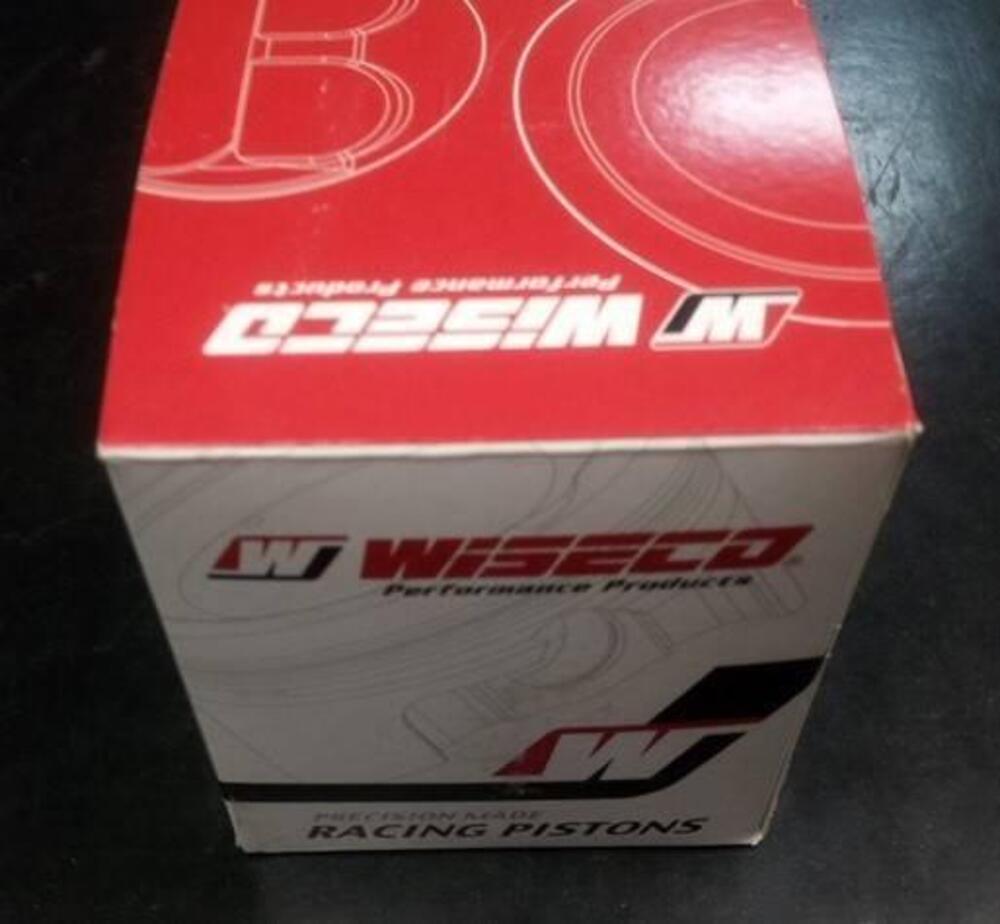 W WISECO
Performance Products
W WISECO
Performance Products
W
PRECISION MADE
RACING PISTONS